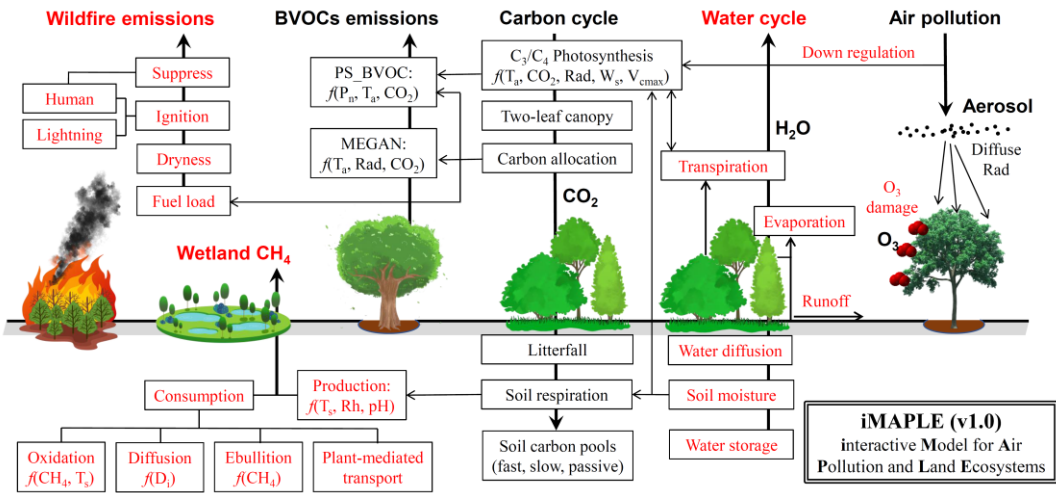 Wildfire emissions
BVOCs emissions
Carbon cycle
Water cycle
Air pollution
Suppress
Human
Ignition
Lightning
Dryness
Fuel load
PS_BVOC:
f(Pn, Ta, CO2)
MEGAN:
f(Ta, Rad, CO2)
C3/C4 Photosynthesis
f(Ta, CO2, Rad, Ws, Vcmax)
Two-leaf canopy
Carbon allocation
CO2
Down regulation
H2O
Transpiration
Evaporation
Runoff
Aerosol
Diffuse
Rad
O3
damage
O3
Wetland CH4
Litterfall
Water diffusion
Consumption
Production:
f(Ts, Rh, pH)
Soil respiration
Soil moisture
Oxidation
f(CH4, Ts)
Diffusion
f(Di)
Ebullition
f(CH4)
Plant-mediated
transport
Soil carbon pools
(fast, slow, passive)
Water storage
iMAPLE (v1.0)
interactive Model for Air
Pollution and Land Ecosystems